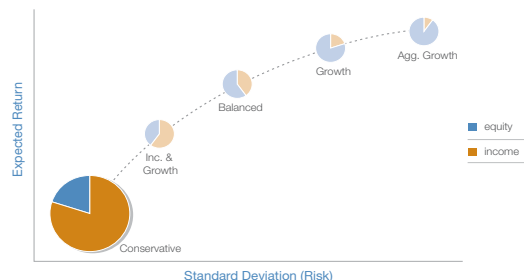 Expected Return
Agg. Growth
Growth
Balanced
Inc. &
Growth
Conservative
equity
income
Standard Deviation (Risk)